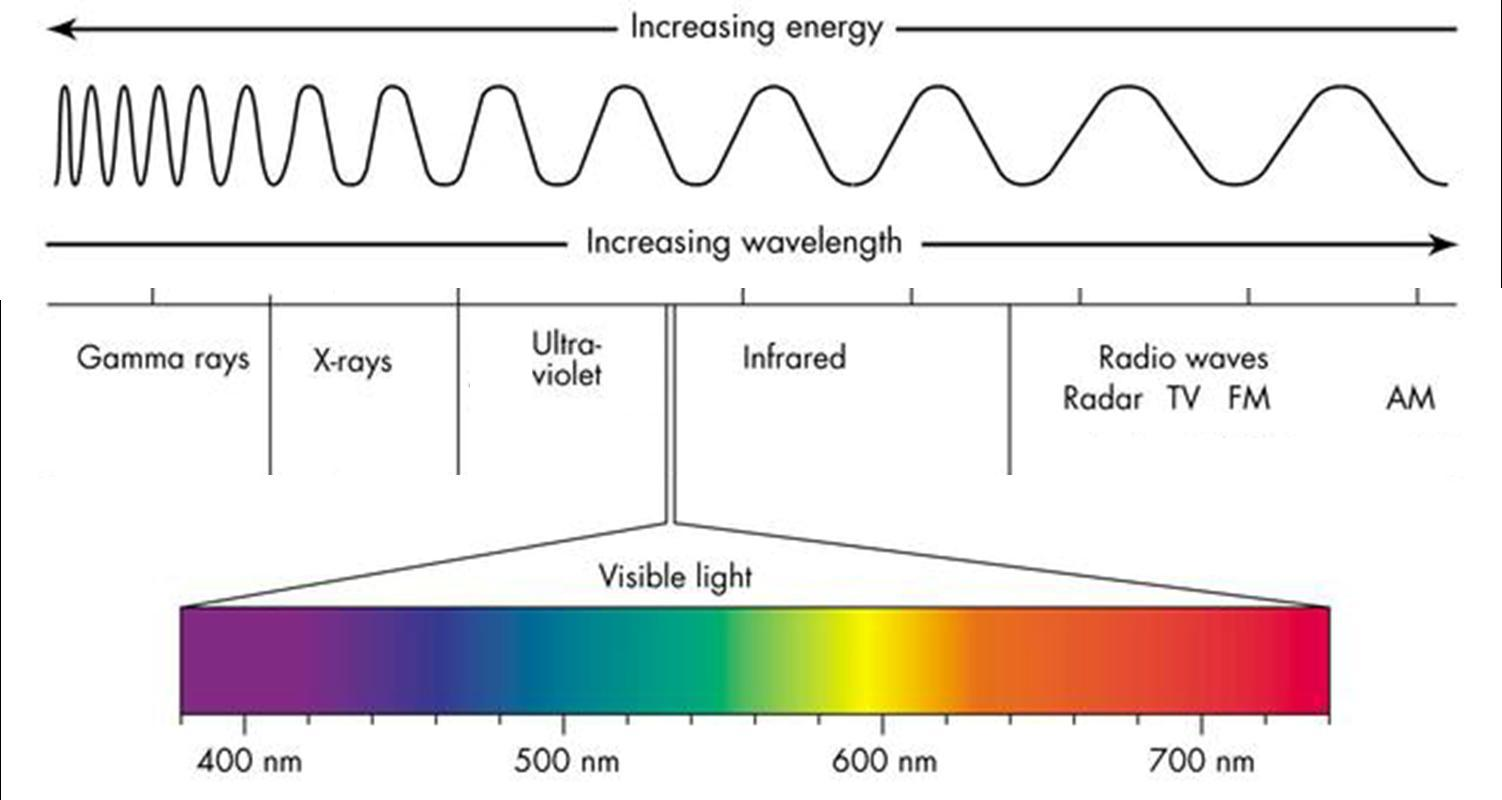 Increasing energy
Increasing wavelength
Gamma rays
X-rays
Ultra-
violet
Infrared
Radio waves
Radar TV FM AM
Visible light
400 nm 500 nm 600 nm 700 nm